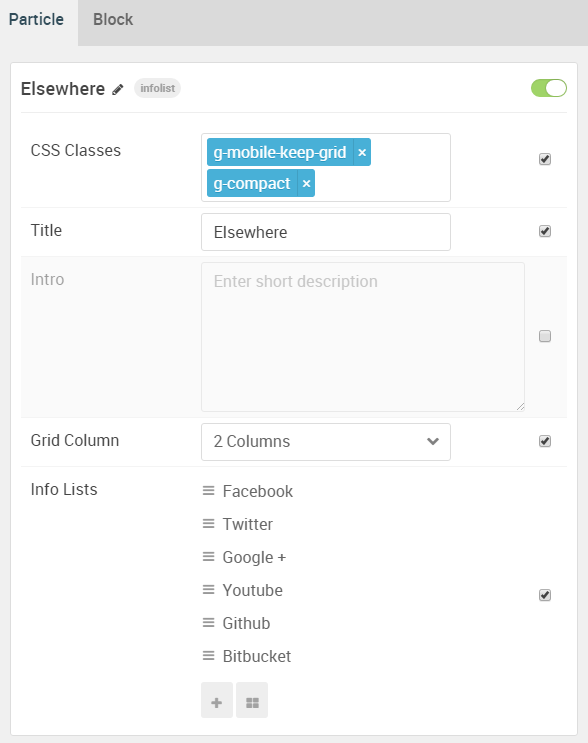 Particle Block
Elsewhere infolist
CSS Classes
g-mobile-keep-grid ×
g-compact ×
Title Elsewhere
Intro Enter short description
Grid Column 2 Columns
Info Lists Facebook
Twitter
Google +
Youtube
Github
Bitbucket